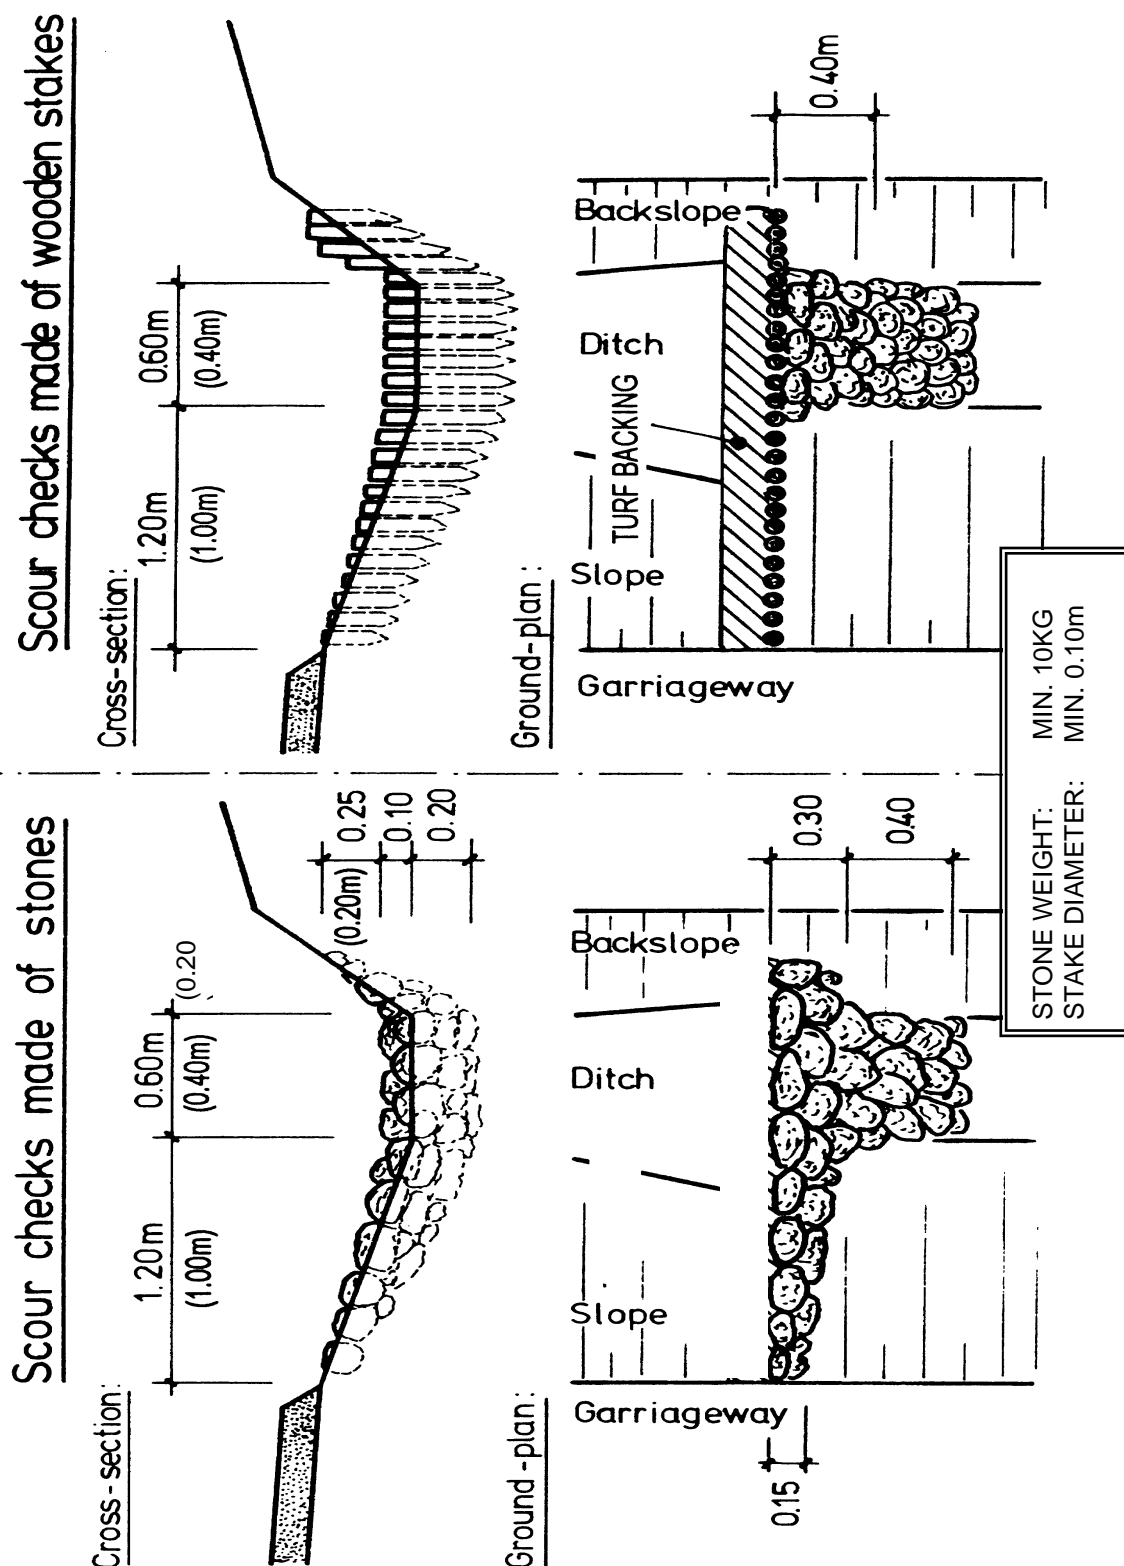 Scour checks made of stones
Cross-section:
1.20m
(1.00m)
0.60m
(0.40m)
(0.20
(0.20m)
0.25
0.10
0.20
Ground-plan:
Garriageway
Slope
Ditch
Backslope
0.15
0.30
0.40
Scour checks made of wooden stakes
Cross-section:
1.20m
(1.00m)
0.60m
(0.40m)
Ground-plan:
Garriageway
Slope
TURF BACKING
Ditch
Backslope
0.40m
STONE WEIGHT: MIN. 10KG
STAKE DIAMETER: MIN. 0.10m